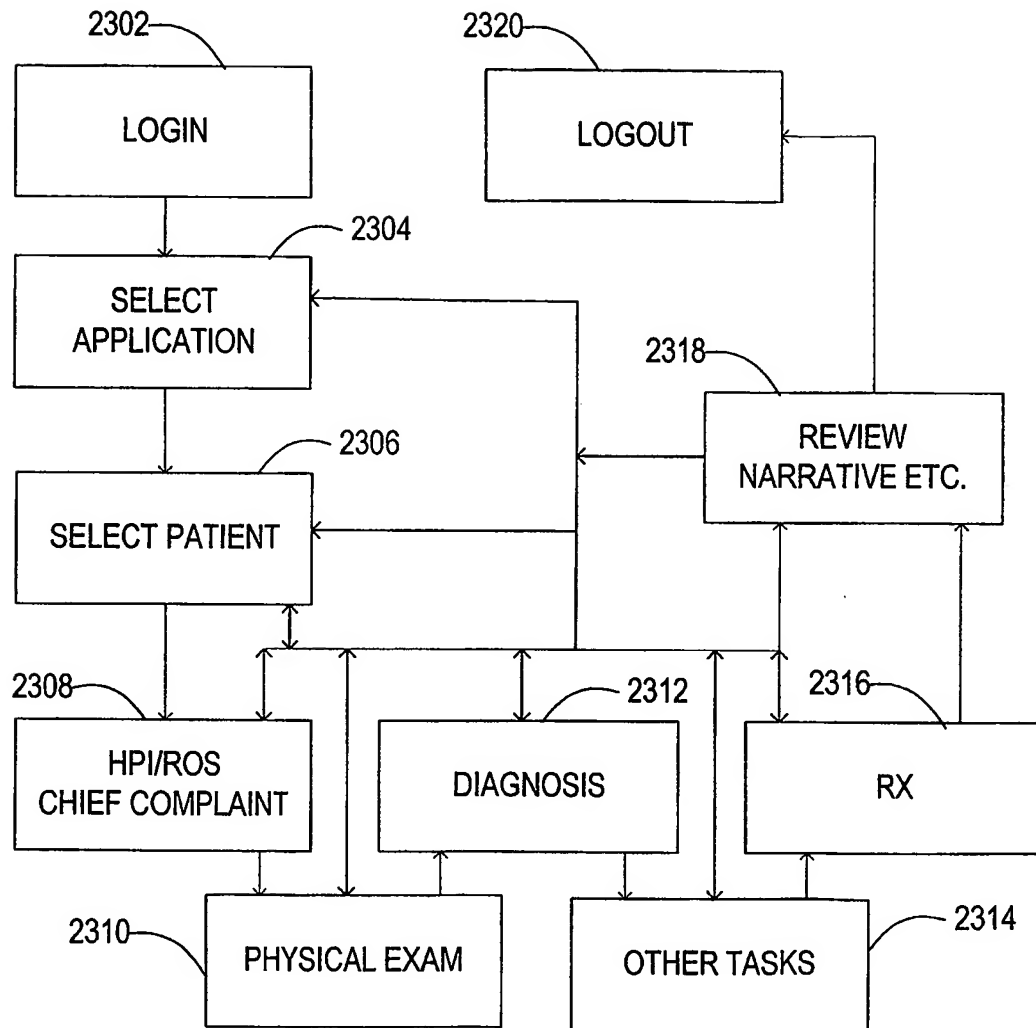 2302
LOGIN
2320
LOGOUT
2304
SELECT
APPLICATION
2318
REVIEW
NARRATIVE ETC.
2306
SELECT PATIENT
2308
HPI/ROS
CHIEF COMPLAINT
2312
DIAGNOSIS
2316
RX
2310
PHYSICAL EXAM
2314
OTHER TASKS